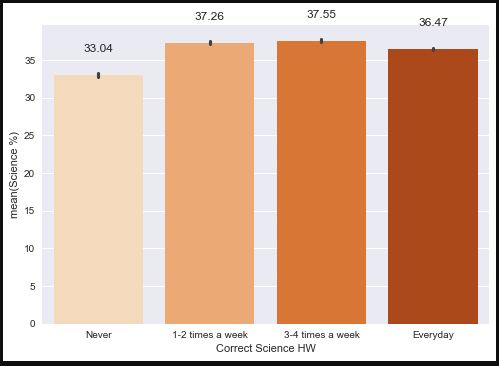 37.26
37.55
36.47
33.04
35
30
25
20
15
10
5
0
mean(Science %)
Never
1-2 times a week
3-4 times a week
Everyday
Correct Science HW